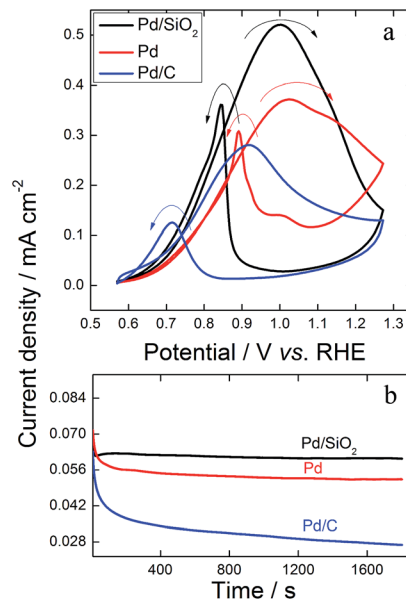 Pd/SiO₂
Pd
Pd/C
a
0.5
0.4
0.3
0.2
0.1
0.0
0.5 0.6 0.7 0.8 0.9 1.0 1.1 1.2 1.3
Potential / V vs. RHE
Current density / mA cm⁻²
b
0.084
0.070
0.056
0.042
0.028
Pd/SiO₂
Pd
Pd/C
400 800 1200 1600
Time / s